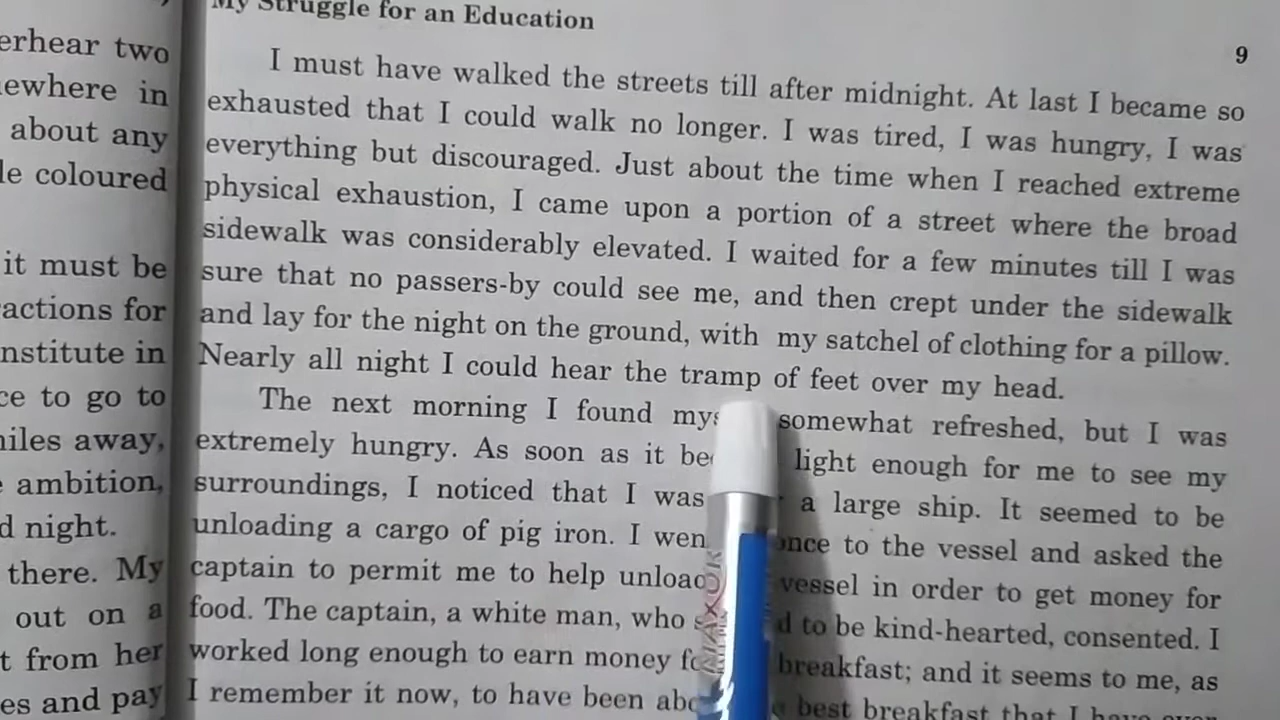 erhear two
ewhere in
about any
le coloured
it must be
actions for
nstitute in
ce to go to
miles away,
ambition,
d night.
there. My
out on a
t from her
es and pay
My Struggle for an Education
9
I must have walked the streets till after midnight. At last I became so
exhausted that I could walk no longer. I was tired, I was hungry, I was
everything but discouraged. Just about the time when I reached extreme
physical exhaustion, I came upon a portion of a street where the broad
sidewalk was considerably elevated. I waited for a few minutes till I was
sure that no passers-by could see me, and then crept under the sidewalk
and lay for the night on the ground, with my satchel of clothing for a pillow.
Nearly all night I could hear the tramp of feet over my head.
The next morning I found mys somewhat refreshed, but I was
extremely hungry. As soon as it be light enough for me to see my
surroundings, I noticed that I was a large ship. It seemed to be
unloading a cargo of pig iron. I wen once to the vessel and asked the
captain to permit me to help unload vessel in order to get money for
food. The captain, a white man, who s d to be kind-hearted, consented. I
worked long enough to earn money fo breakfast; and it seems to me, as
I remember it now, to have been abo best breakfast that I have ever